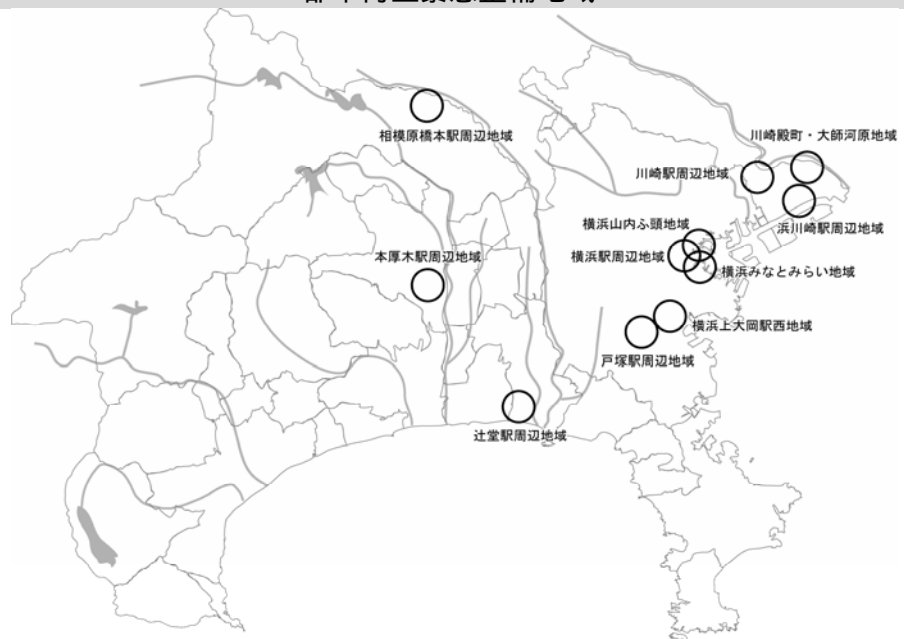 相模原橋本駅周辺地域
川崎殿町・大師河原地域
川崎駅周辺地域
浜川崎駅周辺地域
横浜山内ふ頭地域
横浜駅周辺地域
横浜みなとみらい地域
本厚木駅周辺地域
横浜上大岡駅西地域
戸塚駅周辺地域
辻堂駅周辺地域